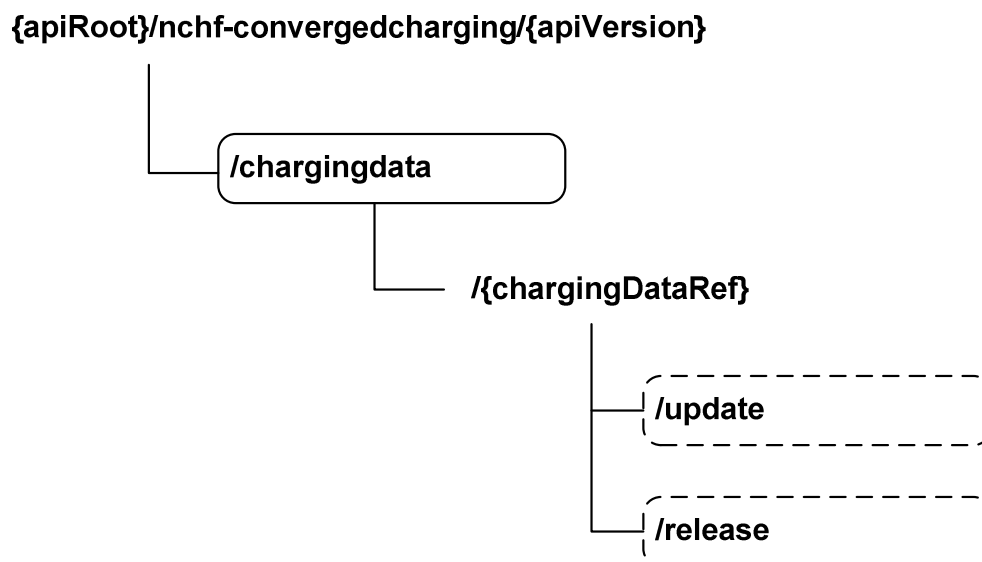 {apiRoot}/nchf-convergedcharging/{apiVersion}
/chargingdata
/{chargingDataRef}
/update
/release